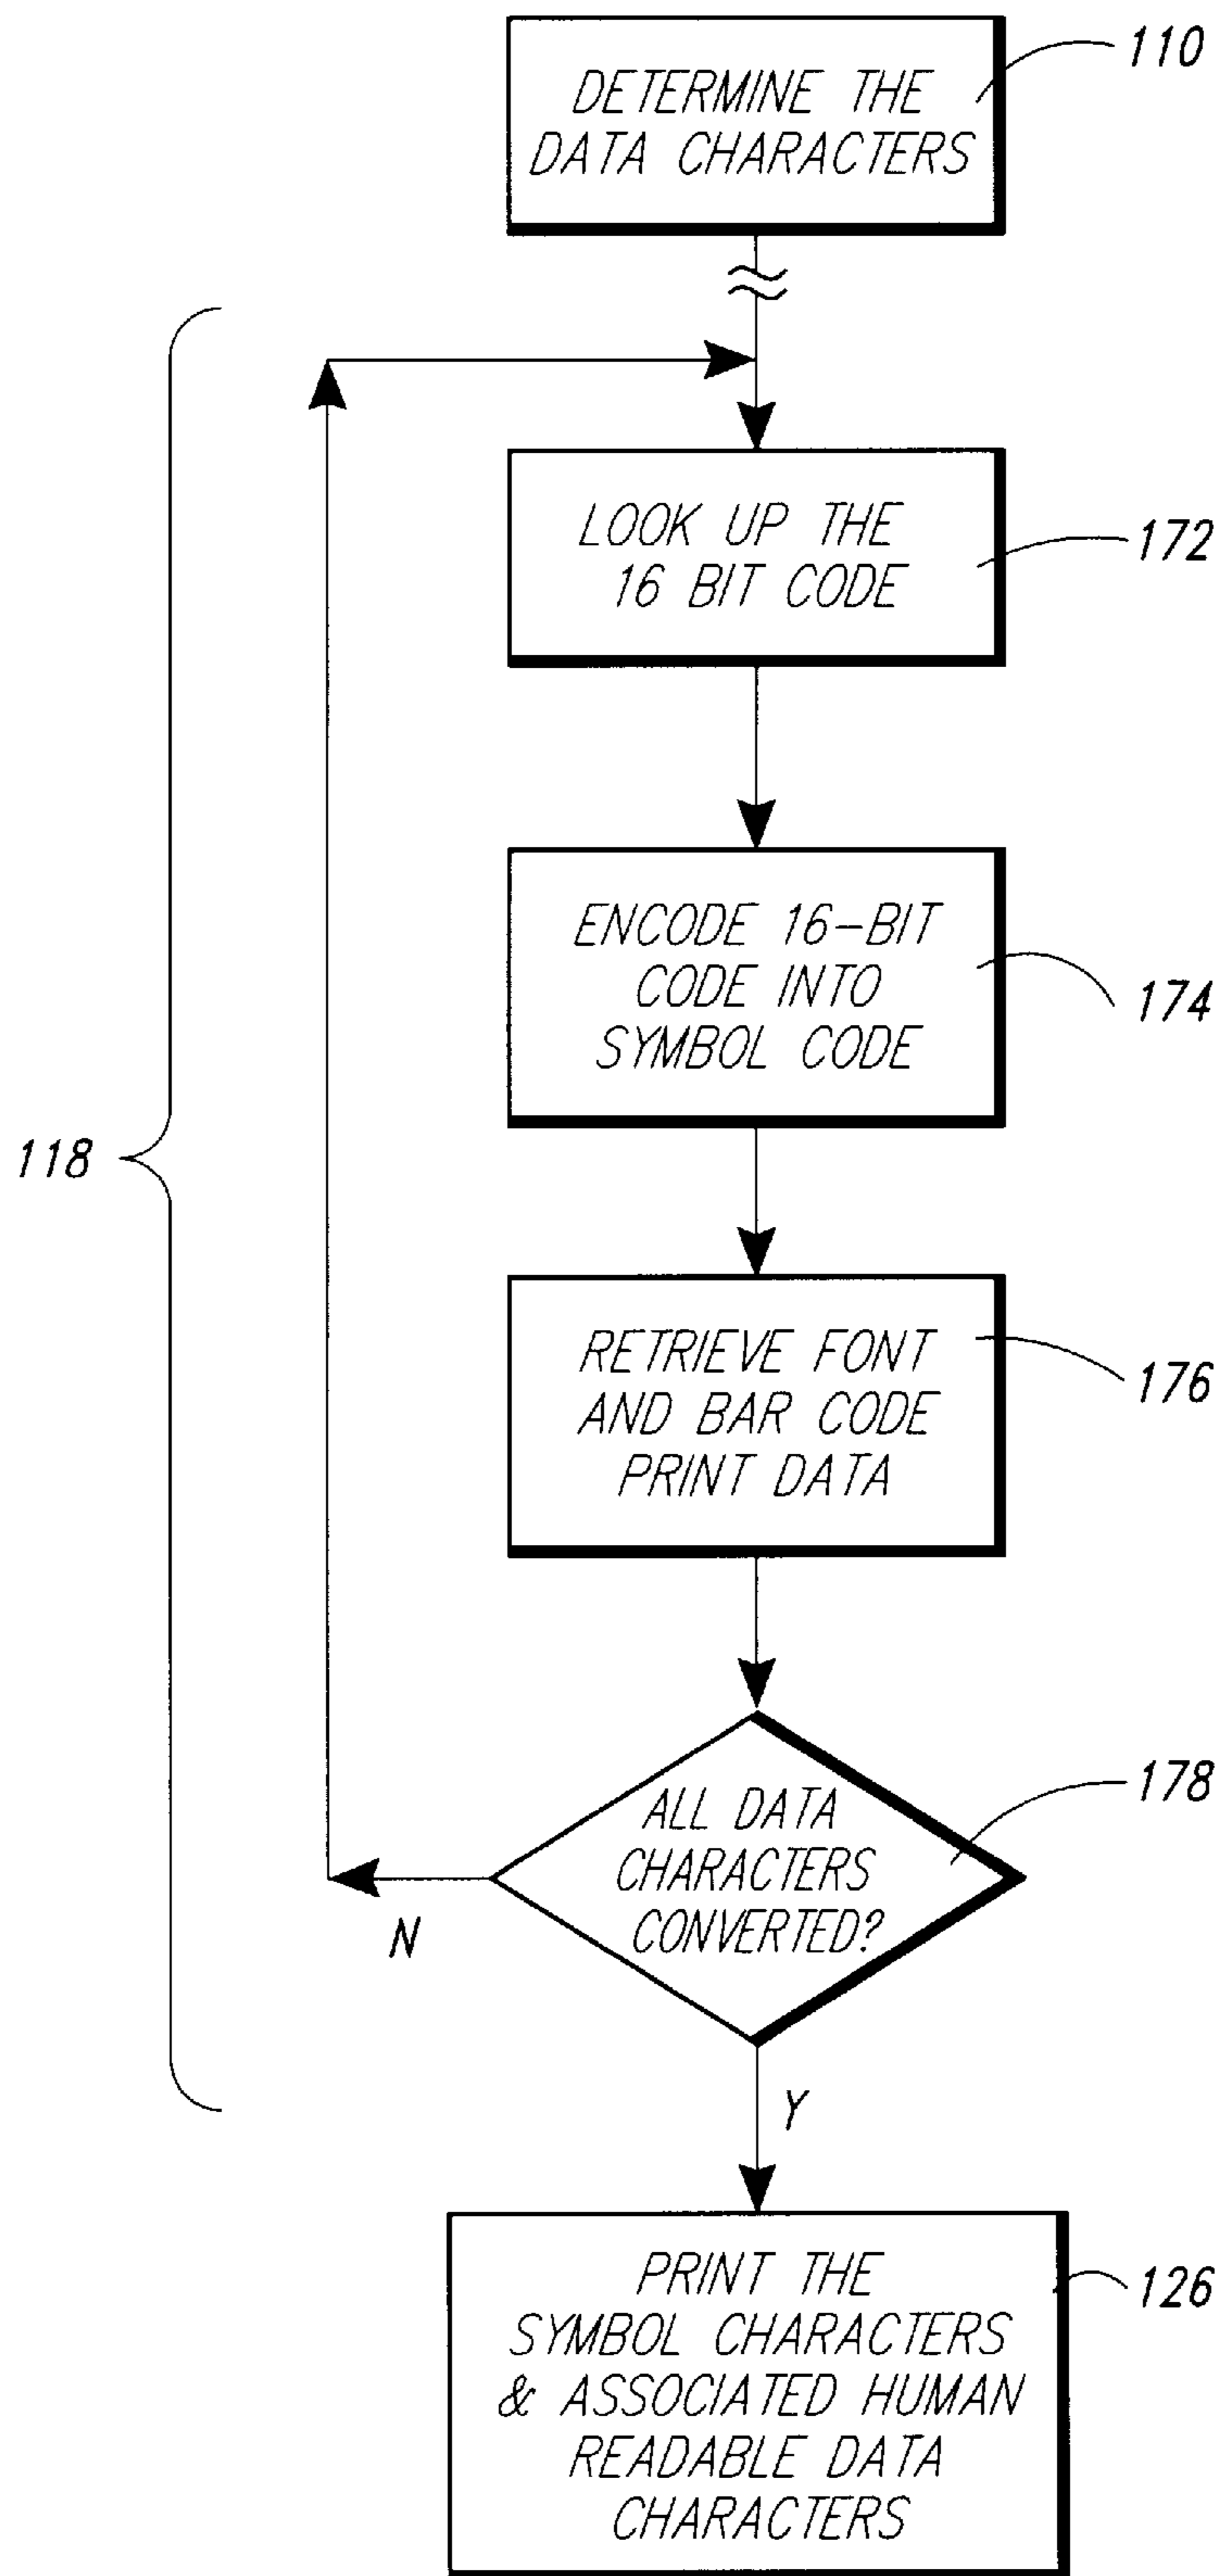 DETERMINE THE
DATA CHARACTERS
110
LOOK UP THE
16 BIT CODE
172
ENCODE 16-BIT
CODE INTO
SYMBOL CODE
174
118
RETRIEVE FONT
AND BAR CODE
PRINT DATA
176
ALL DATA
CHARACTERS
CONVERTED?
178
N
Y
PRINT THE
SYMBOL CHARACTERS
& ASSOCIATED HUMAN
READABLE DATA
CHARACTERS
126